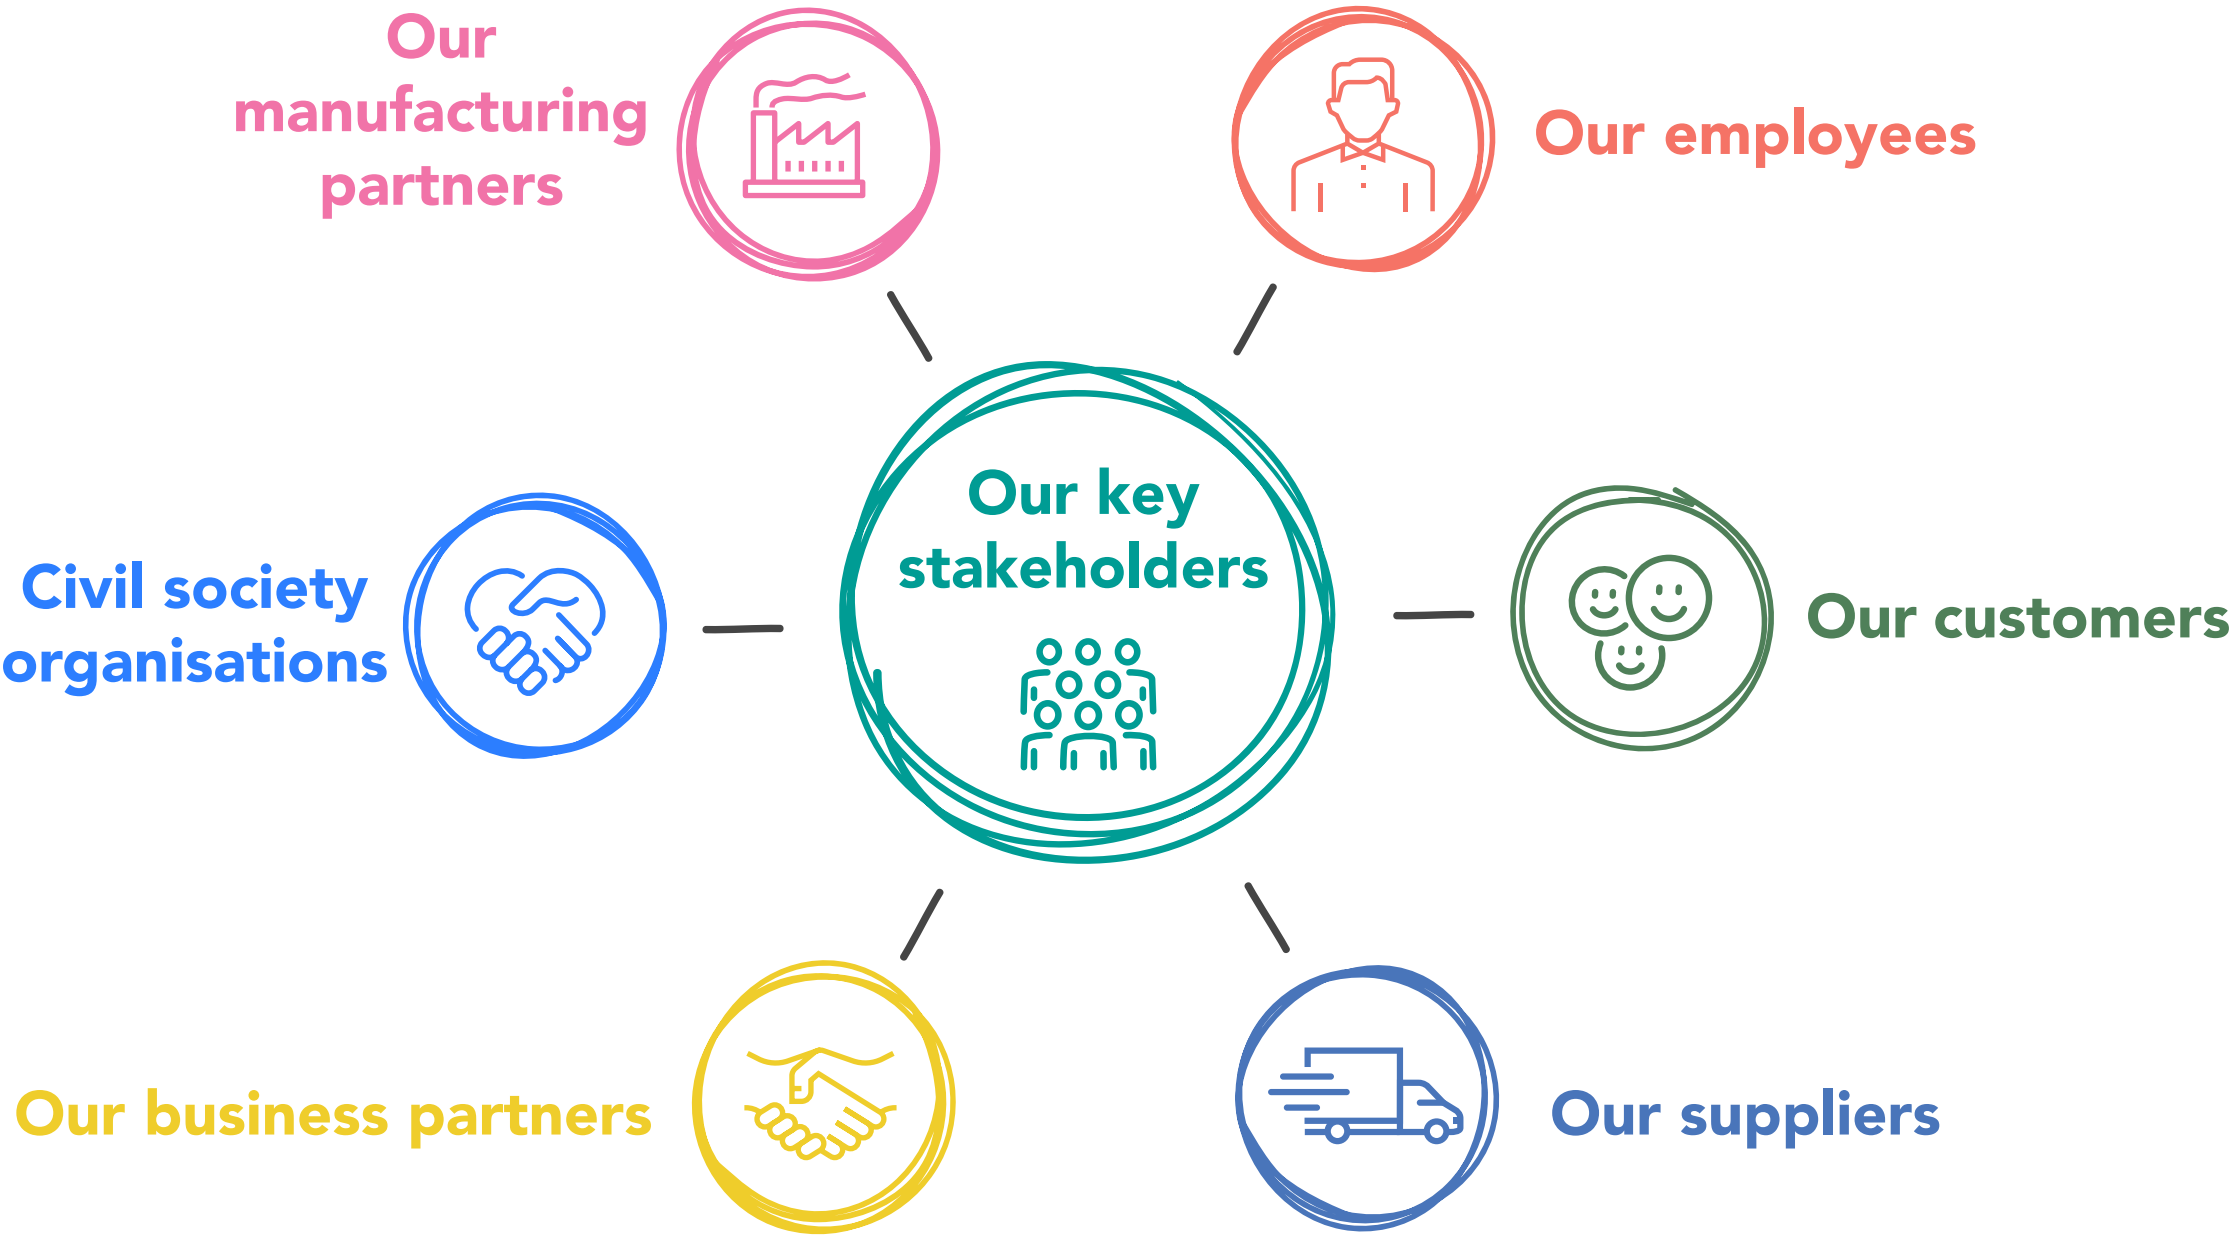 Our
manufacturing
partners
Our employees
Our key
stakeholders
Civil society
organisations
Our customers
Our business partners
Our suppliers